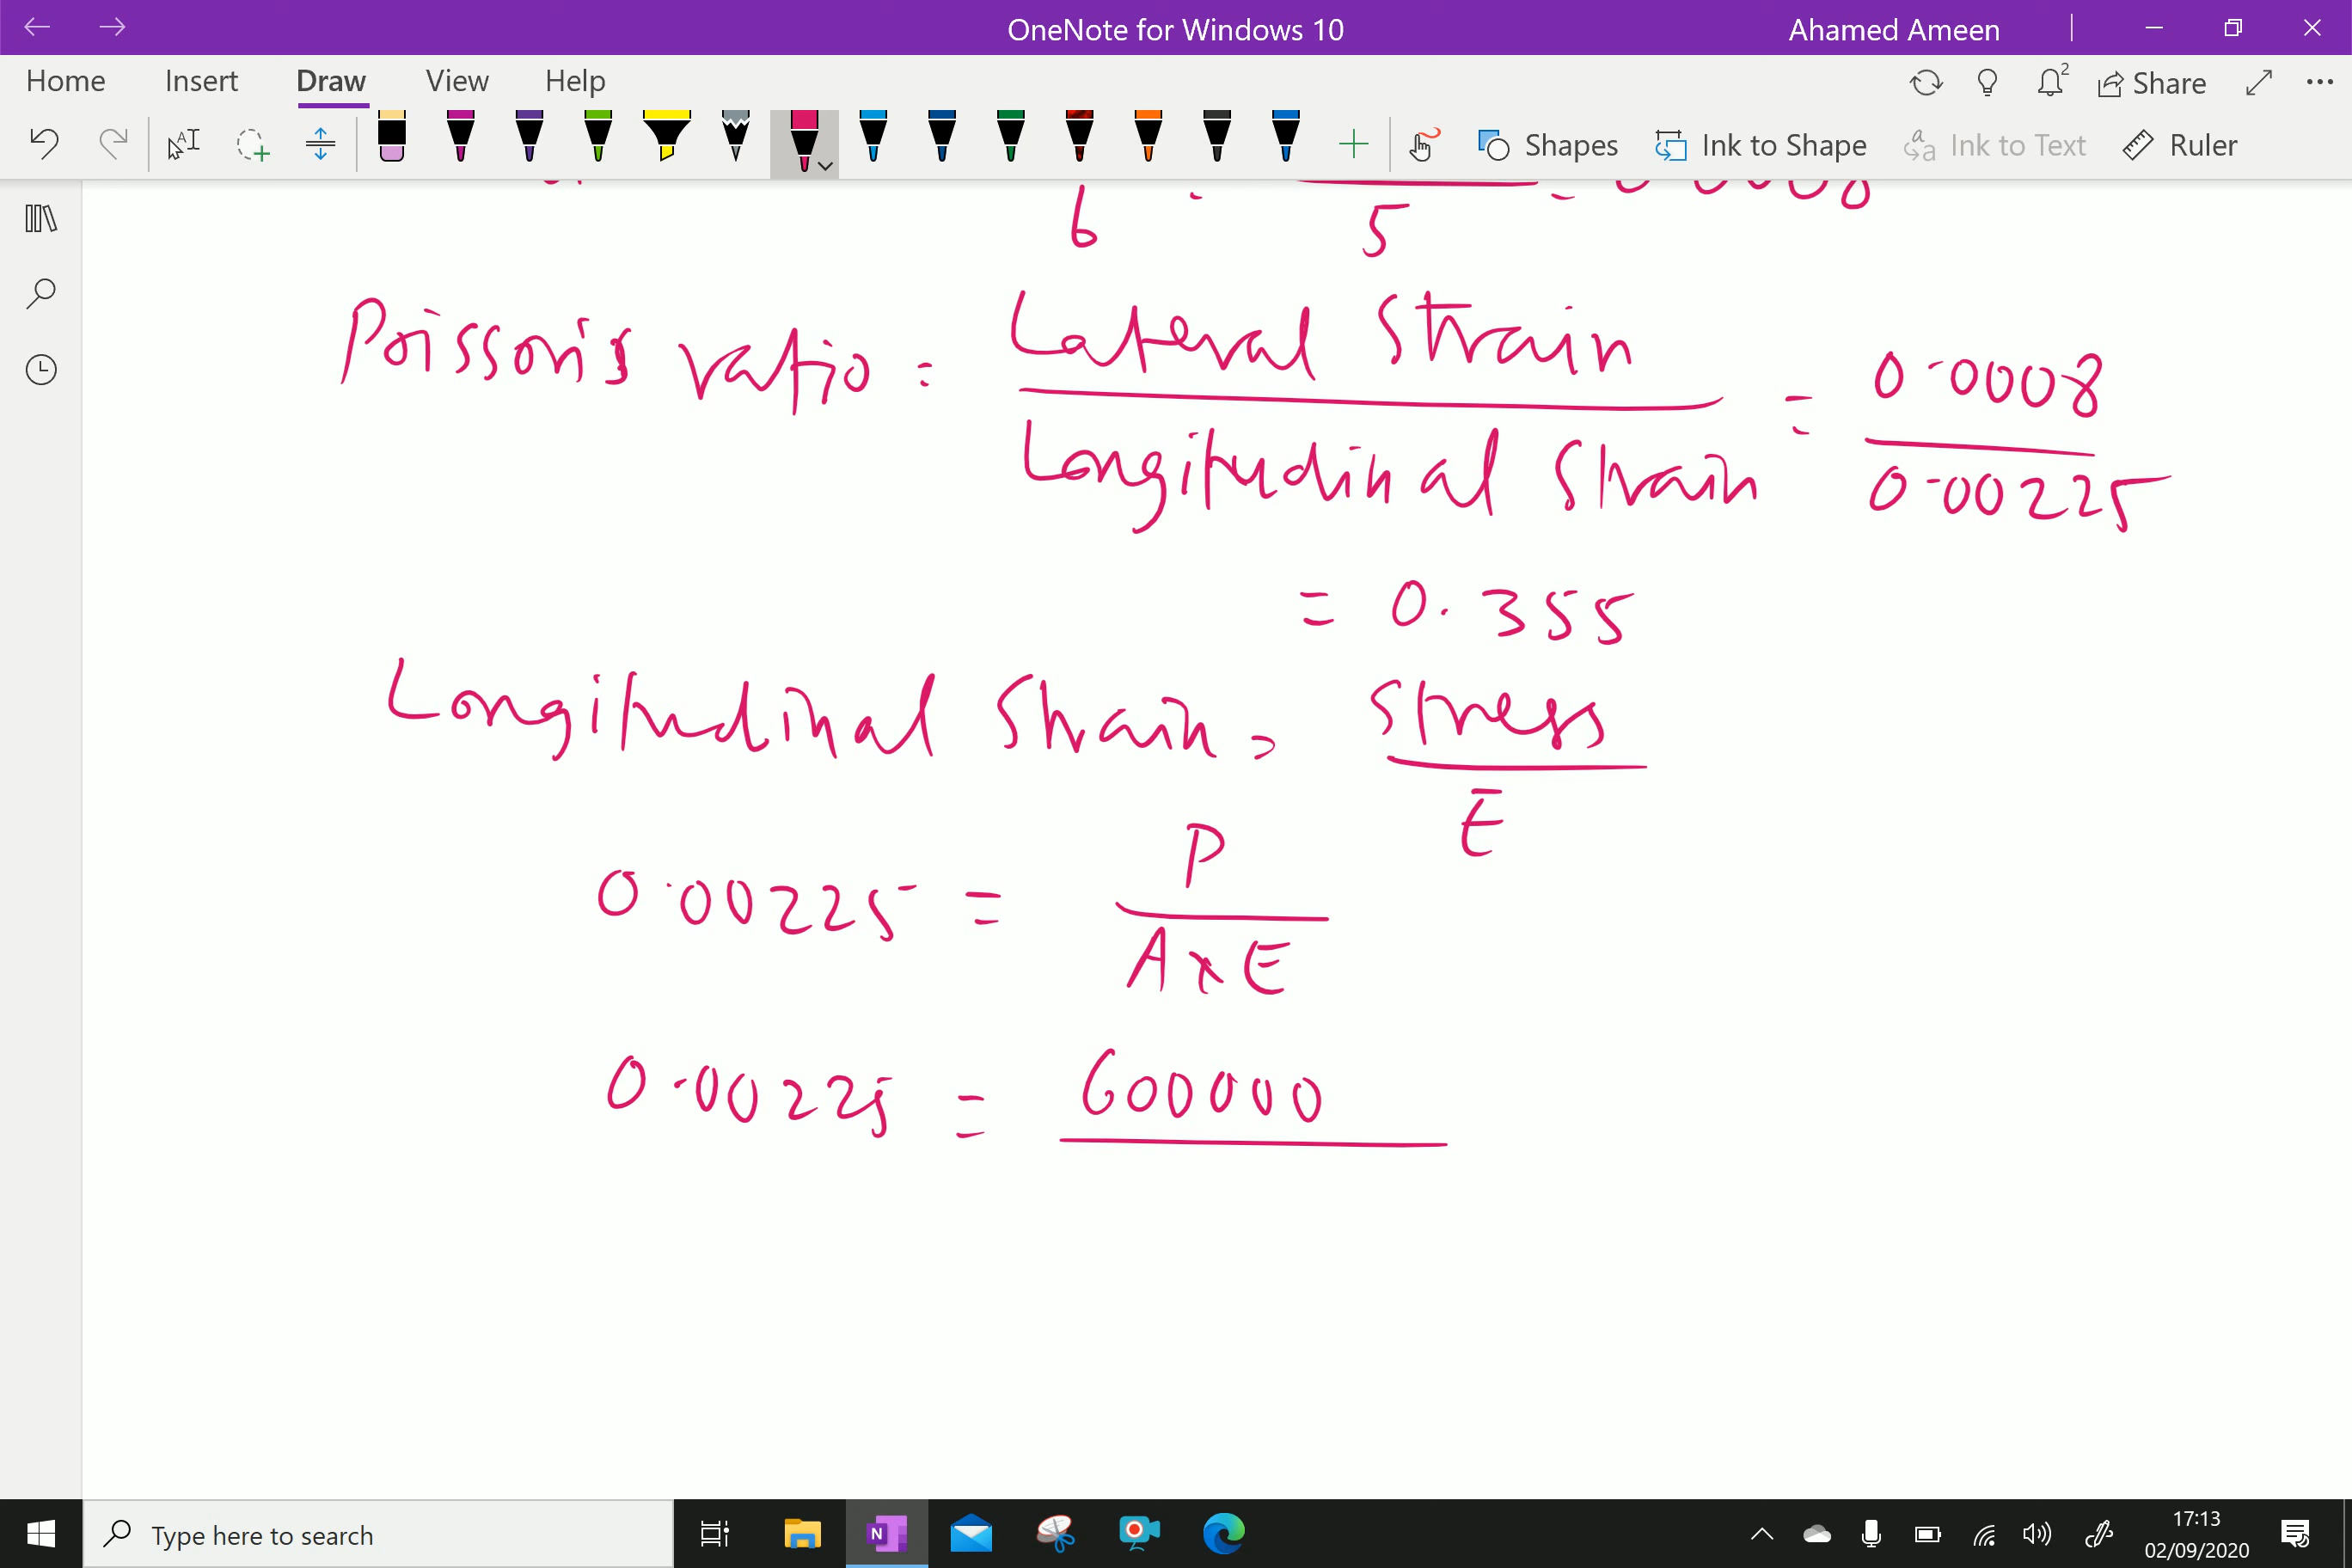 OneNote for Windows 10
Ahamed Ameen
Home Insert Draw View Help
2 Share
Shapes Ink to Shape Ink to Text Ruler
b 5
Poisson's ratio = Lateral Strain / Longitudinal Strain = 0.0008 / 0.00225
= 0.355
Longitudinal Strain = Stress / E
0.00225 = P / A x E
0.00225 = 600000
Type here to search
17:13
02/09/2020